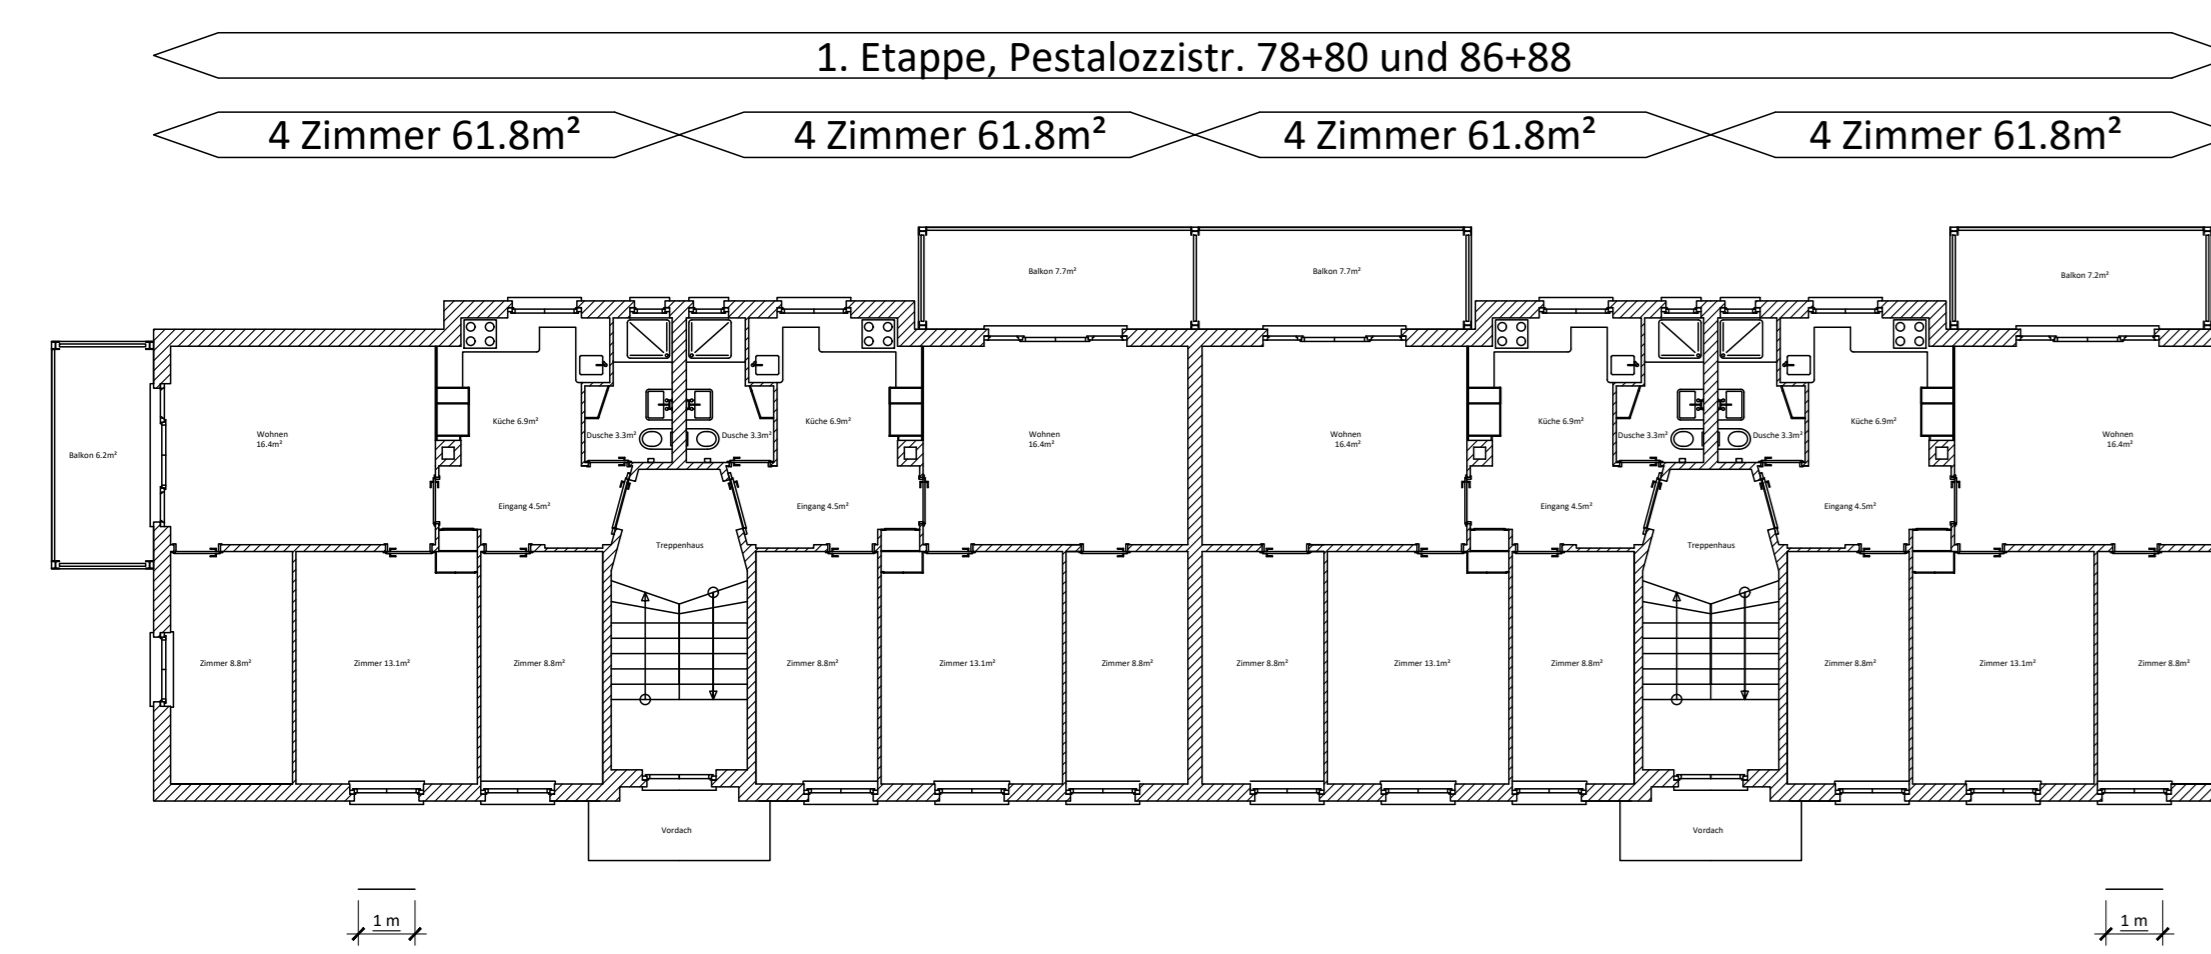 1. Etappe, Pestalozzistr. 78+80 und 86+88
4 Zimmer 61.8m²
4 Zimmer 61.8m²
4 Zimmer 61.8m²
4 Zimmer 61.8m²
Balkon 7.7m²
Balkon 7.7m²
Balkon 7.2m²
Balkon 6.2m²
Wohnen
16.4m²
Küche 6.9m²
Dusche 3.3m²
Dusche 3.3m²
Küche 6.9m²
Wohnen
16.4m²
Wohnen
16.4m²
Küche 6.9m²
Dusche 3.3m²
Dusche 3.3m²
Küche 6.9m²
Wohnen
16.4m²
Eingang 4.5m²
Eingang 4.5m²
Eingang 4.5m²
Eingang 4.5m²
Treppenhaus
Treppenhaus
Zimmer 8.8m²
Zimmer 13.1m²
Zimmer 8.8m²
Zimmer 8.8m²
Zimmer 13.1m²
Zimmer 8.8m²
Zimmer 8.8m²
Zimmer 13.1m²
Zimmer 8.8m²
Zimmer 8.8m²
Zimmer 13.1m²
Zimmer 8.8m²
Vordach
Vordach
1 m
1 m